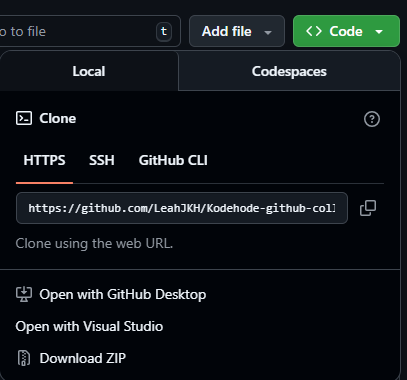 o to file
t
Add file
<> Code
Local
Codespaces
Clone
HTTPS
SSH
GitHub CLI
https://github.com/LeahJKH/Kodehode-github-col
Clone using the web URL.
Open with GitHub Desktop
Open with Visual Studio
Download ZIP